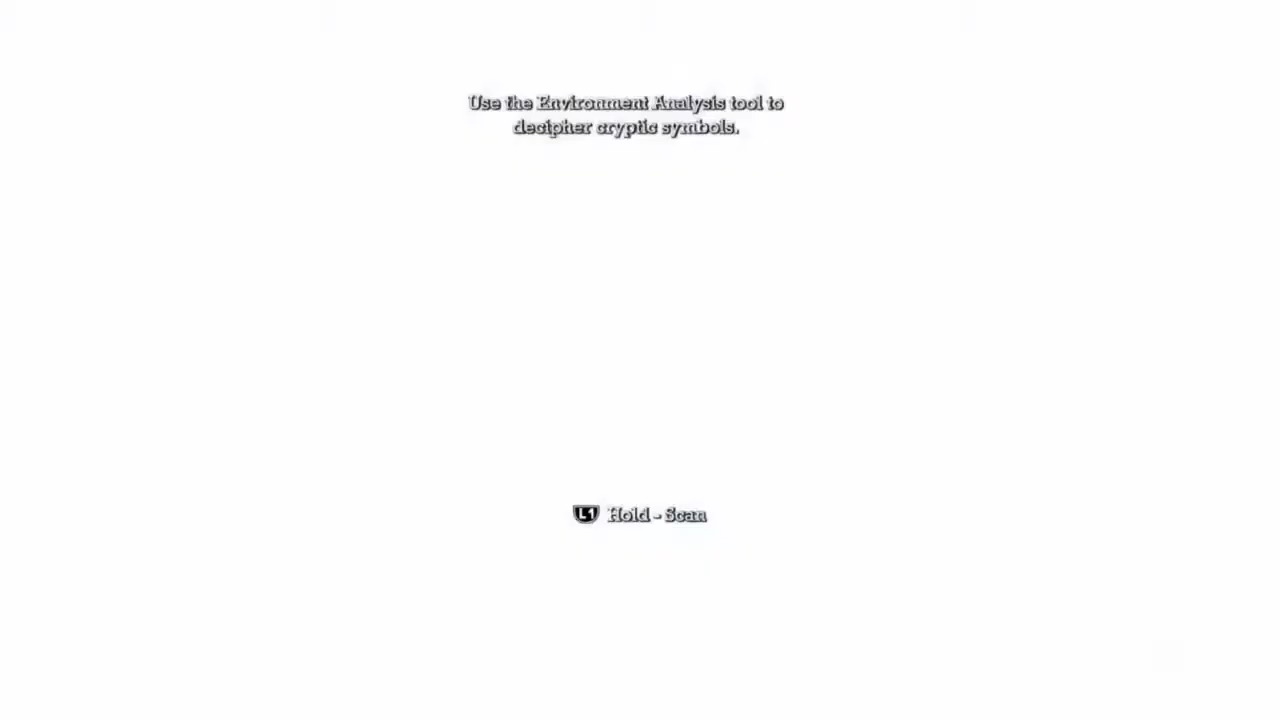 Use the Environment Analysis tool to
decipher cryptic symbols.
L1 Hold - Scan